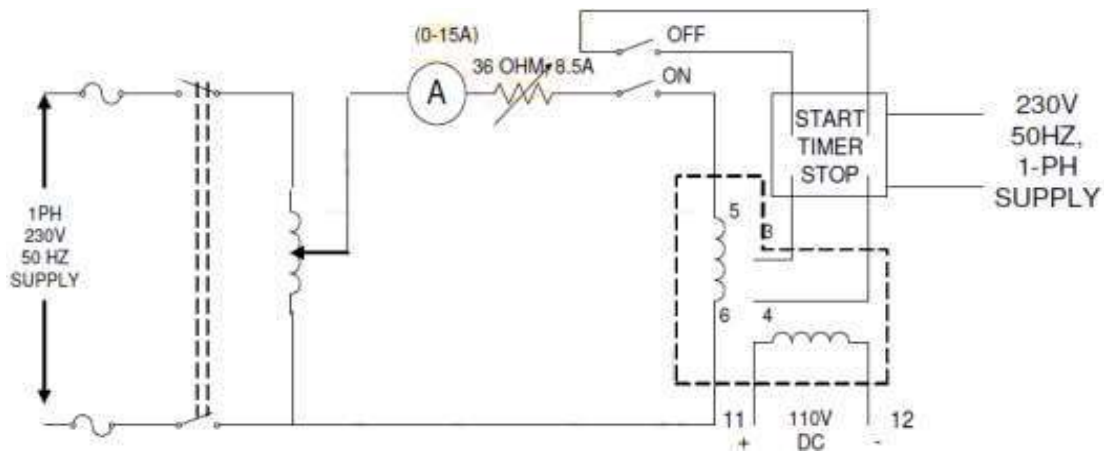 (0-15A)
A
36 OHM, 8.5A
OFF
ON
START
TIMER
STOP
230V
50HZ,
1-PH
SUPPLY
1PH
230V
50 HZ
SUPPLY
5
3
6
4
11
110V
12
+
DC
-